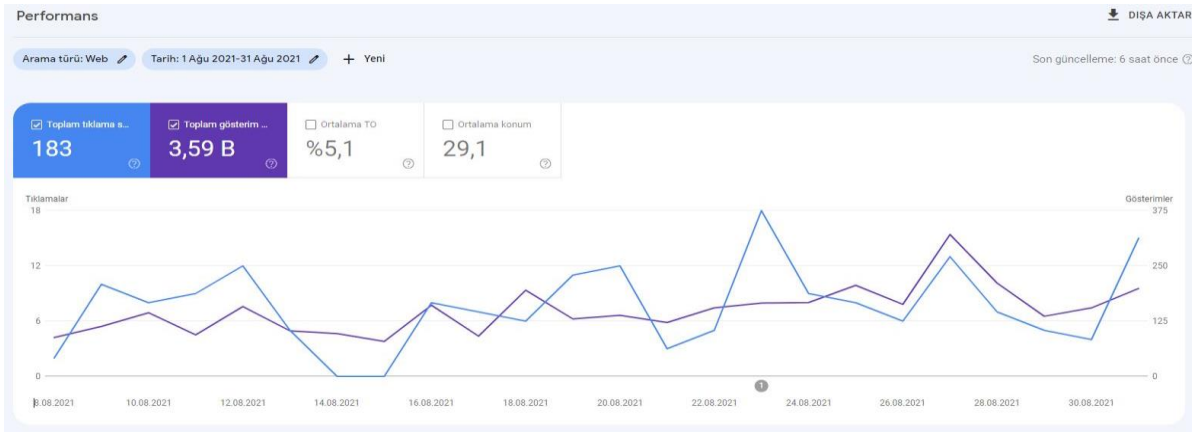 Performans
DIŞA AKTAR
Arama türü: Web
Tarih: 1 Ağu 2021-31 Ağu 2021
+ Yeni
Son güncelleme: 6 saat önce
Toplam tıklama s...
Toplam gösterim ...
Ortalama TO
Ortalama konum
183
3,59 B
%5,1
29,1
Tıklamalar
Gösterimler
18
375
12
250
6
125
0
0
1
8.08.2021 10.08.2021 12.08.2021 14.08.2021 16.08.2021 18.08.2021 20.08.2021 22.08.2021 24.08.2021 26.08.2021 28.08.2021 30.08.2021